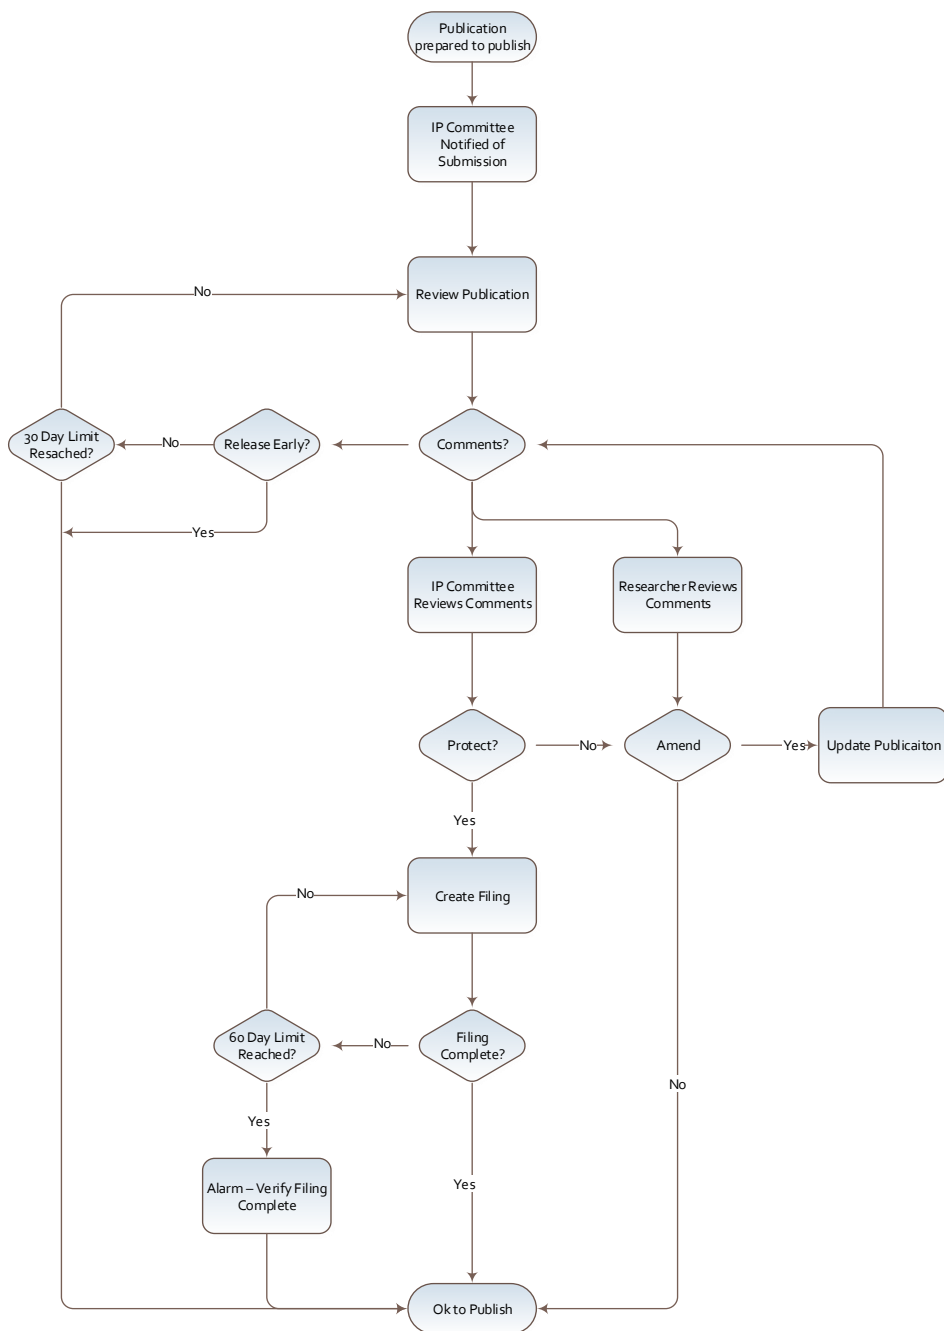 Publication
prepared to publish
IP Committee
Notified of
Submission
No
Review Publication
30 Day Limit
Resached?
No
Release Early?
Comments?
Yes
IP Committee
Reviews Comments
Researcher Reviews
Comments
Protect?
No
Amend
Yes
Update Publicaiton
Yes
No
Create Filing
60 Day Limit
Reached?
No
Filing
Complete?
No
Yes
Alarm – Verify Filing
Complete
Yes
Ok to Publish